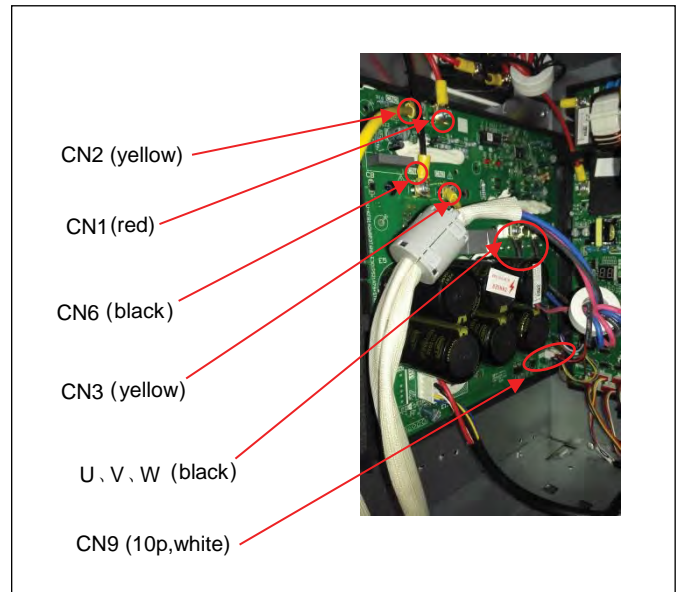 CN2 (yellow)
CN1(red)
CN6 (black)
CN3 (yellow)
U、V、W (black)
CN9 (10p,white)